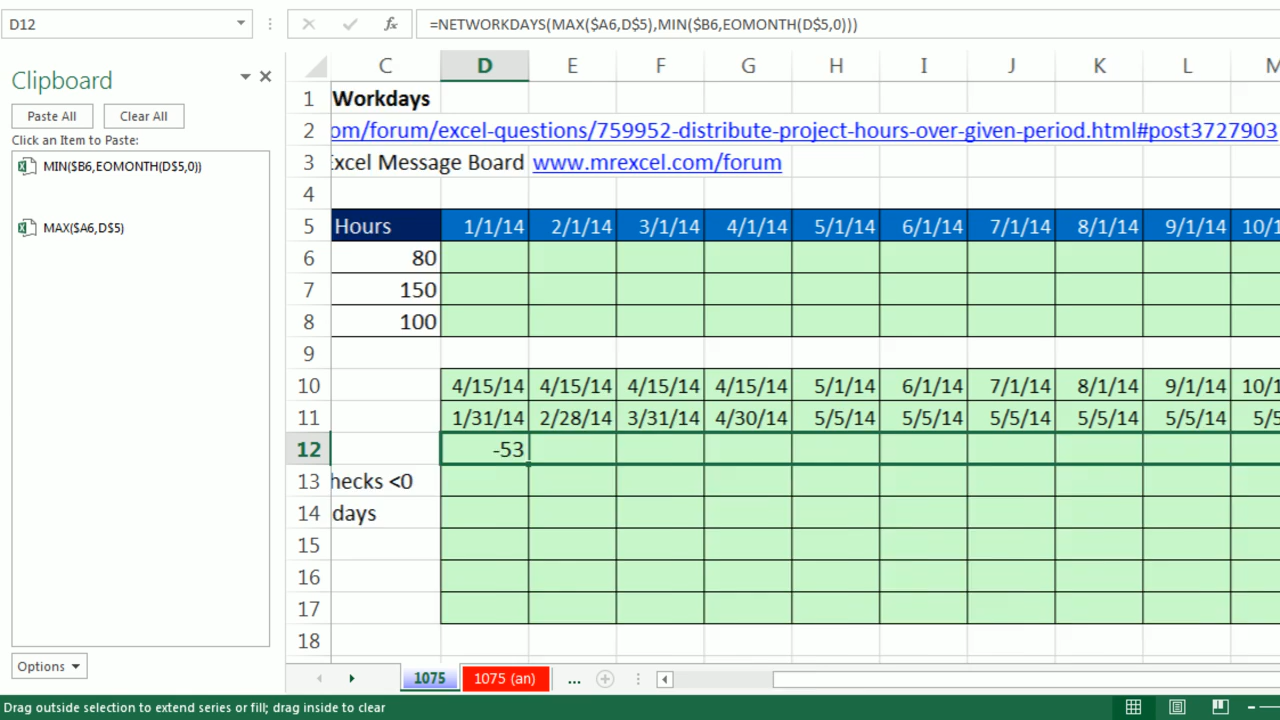 D12
fx
=NETWORKDAYS(MAX($A6,D$5),MIN($B6,EOMONTH(D$5,0)))
Clipboard
Paste All Clear All
Click an Item to Paste:
MIN($B6,EOMONTH(D$5,0))
MAX($A6,D$5)
Options
C D E F G H I J K L M
1 Workdays
2 om/forum/excel-questions/759952-distribute-project-hours-over-given-period.html#post3727903
3 Excel Message Board www.mrexcel.com/forum
4
5 Hours 1/1/14 2/1/14 3/1/14 4/1/14 5/1/14 6/1/14 7/1/14 8/1/14 9/1/14 10/1
6 80
7 150
8 100
9
10 4/15/14 4/15/14 4/15/14 4/15/14 5/1/14 6/1/14 7/1/14 8/1/14 9/1/14 10/1
11 1/31/14 2/28/14 3/31/14 4/30/14 5/5/14 5/5/14 5/5/14 5/5/14 5/5/14 5/5
12 -53
13 hecks <0
14 days
15
16
17
18
1075 1075 (an) ...
Drag outside selection to extend series or fill; drag inside to clear